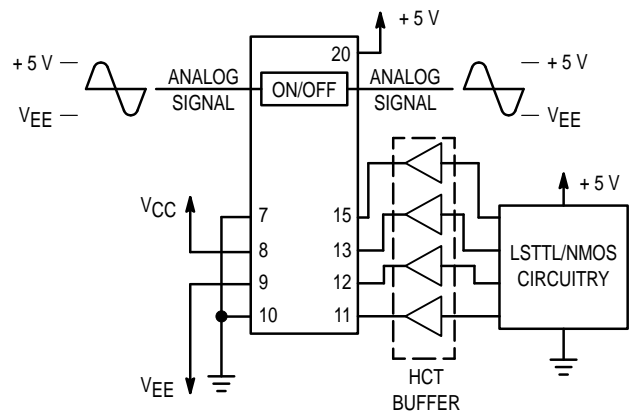 + 5 V
20
+ 5 V
ANALOG
SIGNAL
ON/OFF
ANALOG
SIGNAL
+ 5 V
VEE
VEE
+ 5 V
VCC
7
15
8
13
LSTTL/NMOS
CIRCUITRY
9
12
10
11
VEE
HCT
BUFFER